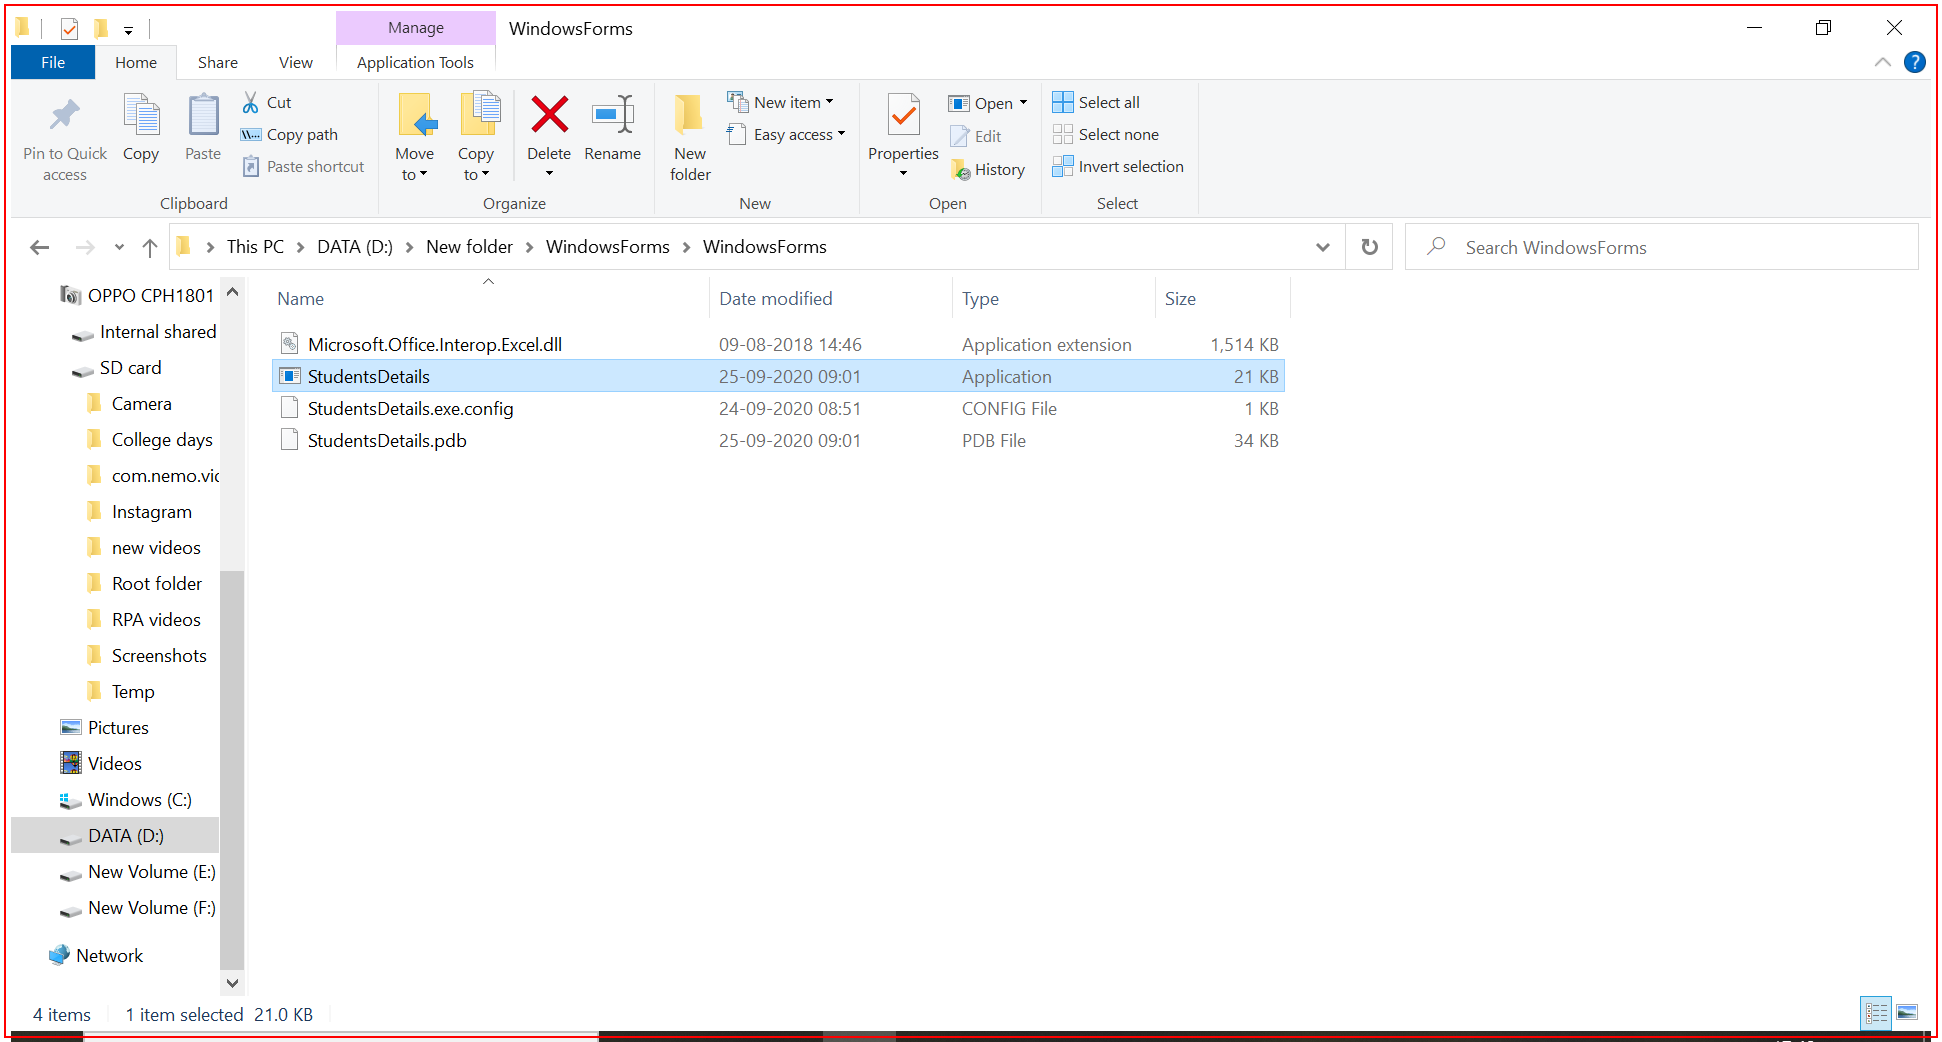 Manage
WindowsForms
File
Home
Share
View
Application Tools
Pin to Quick access
Copy
Paste
Cut
Copy path
Paste shortcut
Clipboard
Move to
Copy to
Delete
Rename
Organize
New folder
New item
Easy access
New
Properties
Open
Edit
History
Open
Select all
Select none
Invert selection
Select
This PC > DATA (D:) > New folder > WindowsForms > WindowsForms
Search WindowsForms
OPPO CPH1801
Internal shared
SD card
Camera
College days
com.nemo.vic
Instagram
new videos
Root folder
RPA videos
Screenshots
Temp
Pictures
Videos
Windows (C:)
DATA (D:)
New Volume (E:)
New Volume (F:)
Network
Name Date modified Type Size
Microsoft.Office.Interop.Excel.dll 09-08-2018 14:46 Application extension 1,514 KB
StudentsDetails 25-09-2020 09:01 Application 21 KB
StudentsDetails.exe.config 24-09-2020 08:51 CONFIG File 1 KB
StudentsDetails.pdb 25-09-2020 09:01 PDB File 34 KB
4 items 1 item selected 21.0 KB